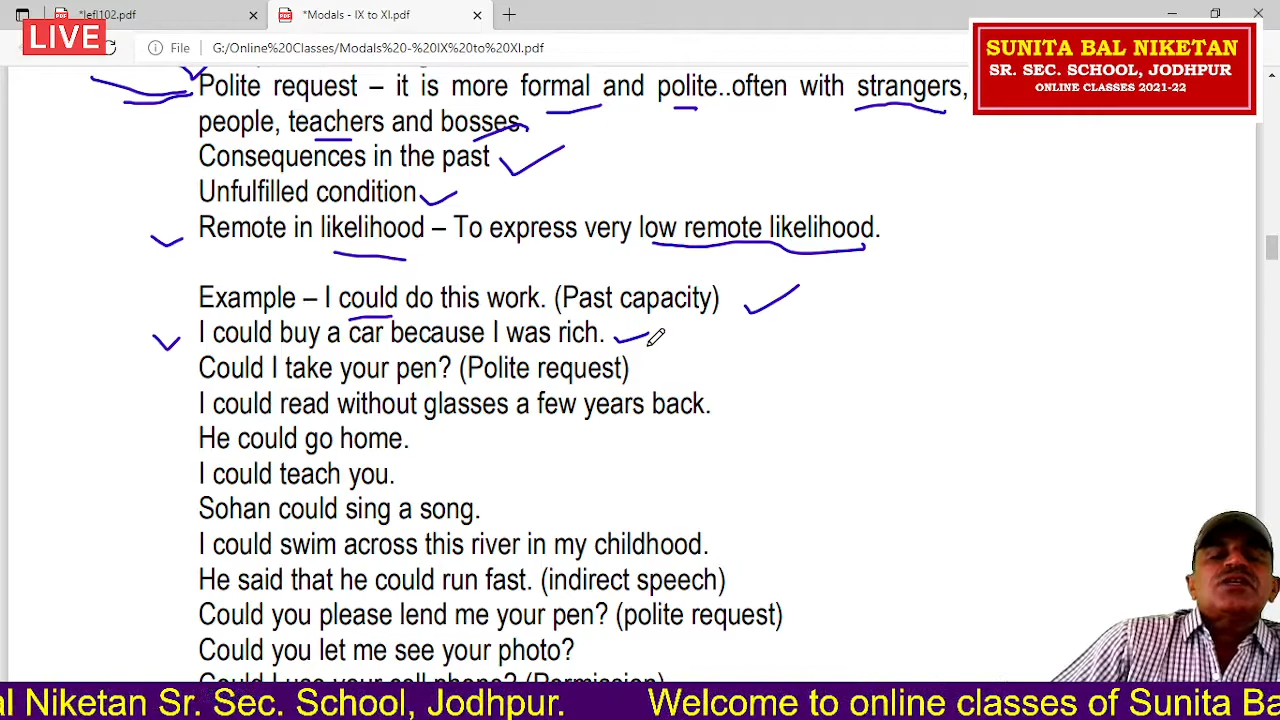 *lefl102.pdf
*Modals - IX to XI.pdf
LIVE
File G:/Online%20Classes/Modals%20-%20IX%20to%20XI.pdf
SUNITA BAL NIKETAN
SR. SEC. SCHOOL, JODHPUR
ONLINE CLASSES 2021-22
Polite request – it is more formal and polite..often with strangers,
people, teachers and bosses.
Consequences in the past
Unfulfilled condition
Remote in likelihood – To express very low remote likelihood.
Example – I could do this work. (Past capacity)
I could buy a car because I was rich.
Could I take your pen? (Polite request)
I could read without glasses a few years back.
He could go home.
I could teach you.
Sohan could sing a song.
I could swim across this river in my childhood.
He said that he could run fast. (indirect speech)
Could you please lend me your pen? (polite request)
Could you let me see your photo?
Could I use your cell phone? (Permission)
al Niketan Sr. Sec. School, Jodhpur. Welcome to online classes of Sunita Ba